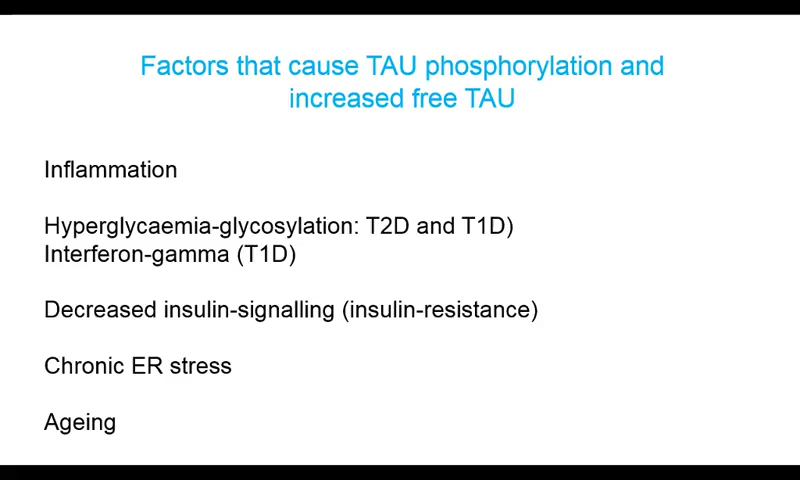 Factors that cause TAU phosphorylation and
increased free TAU
Inflammation
Hyperglycaemia-glycosylation: T2D and T1D)
Interferon-gamma (T1D)
Decreased insulin-signalling (insulin-resistance)
Chronic ER stress
Ageing